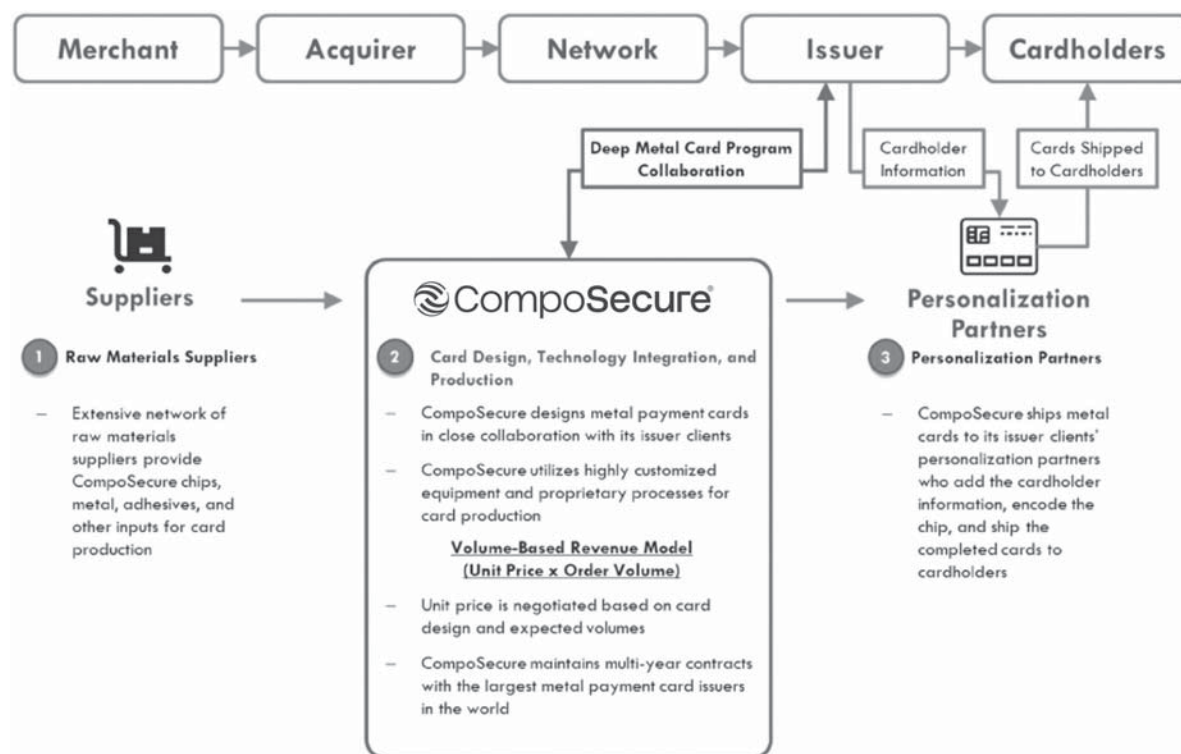 Merchant
Acquirer
Network
Issuer
Cardholders
Deep Metal Card Program
Collaboration
Cardholder
Information
Cards Shipped
to Cardholders
Suppliers
CompoSecure®
Personalization
Partners
1 Raw Materials Suppliers
– Extensive network of
raw materials
suppliers provide
CompoSecure chips,
metal, adhesives, and
other inputs for card
production
2 Card Design, Technology Integration, and
Production
– CompoSecure designs metal payment cards
in close collaboration with its issuer clients
– CompoSecure utilizes highly customized
equipment and proprietary processes for
card production
Volume-Based Revenue Model
(Unit Price x Order Volume)
– Unit price is negotiated based on card
design and expected volumes
– CompoSecure maintains multi-year contracts
with the largest metal payment card issuers
in the world
3 Personalization Partners
– CompoSecure ships metal
cards to its issuer clients'
personalization partners
who add the cardholder
information, encode the
chip, and ship the
completed cards to
cardholders